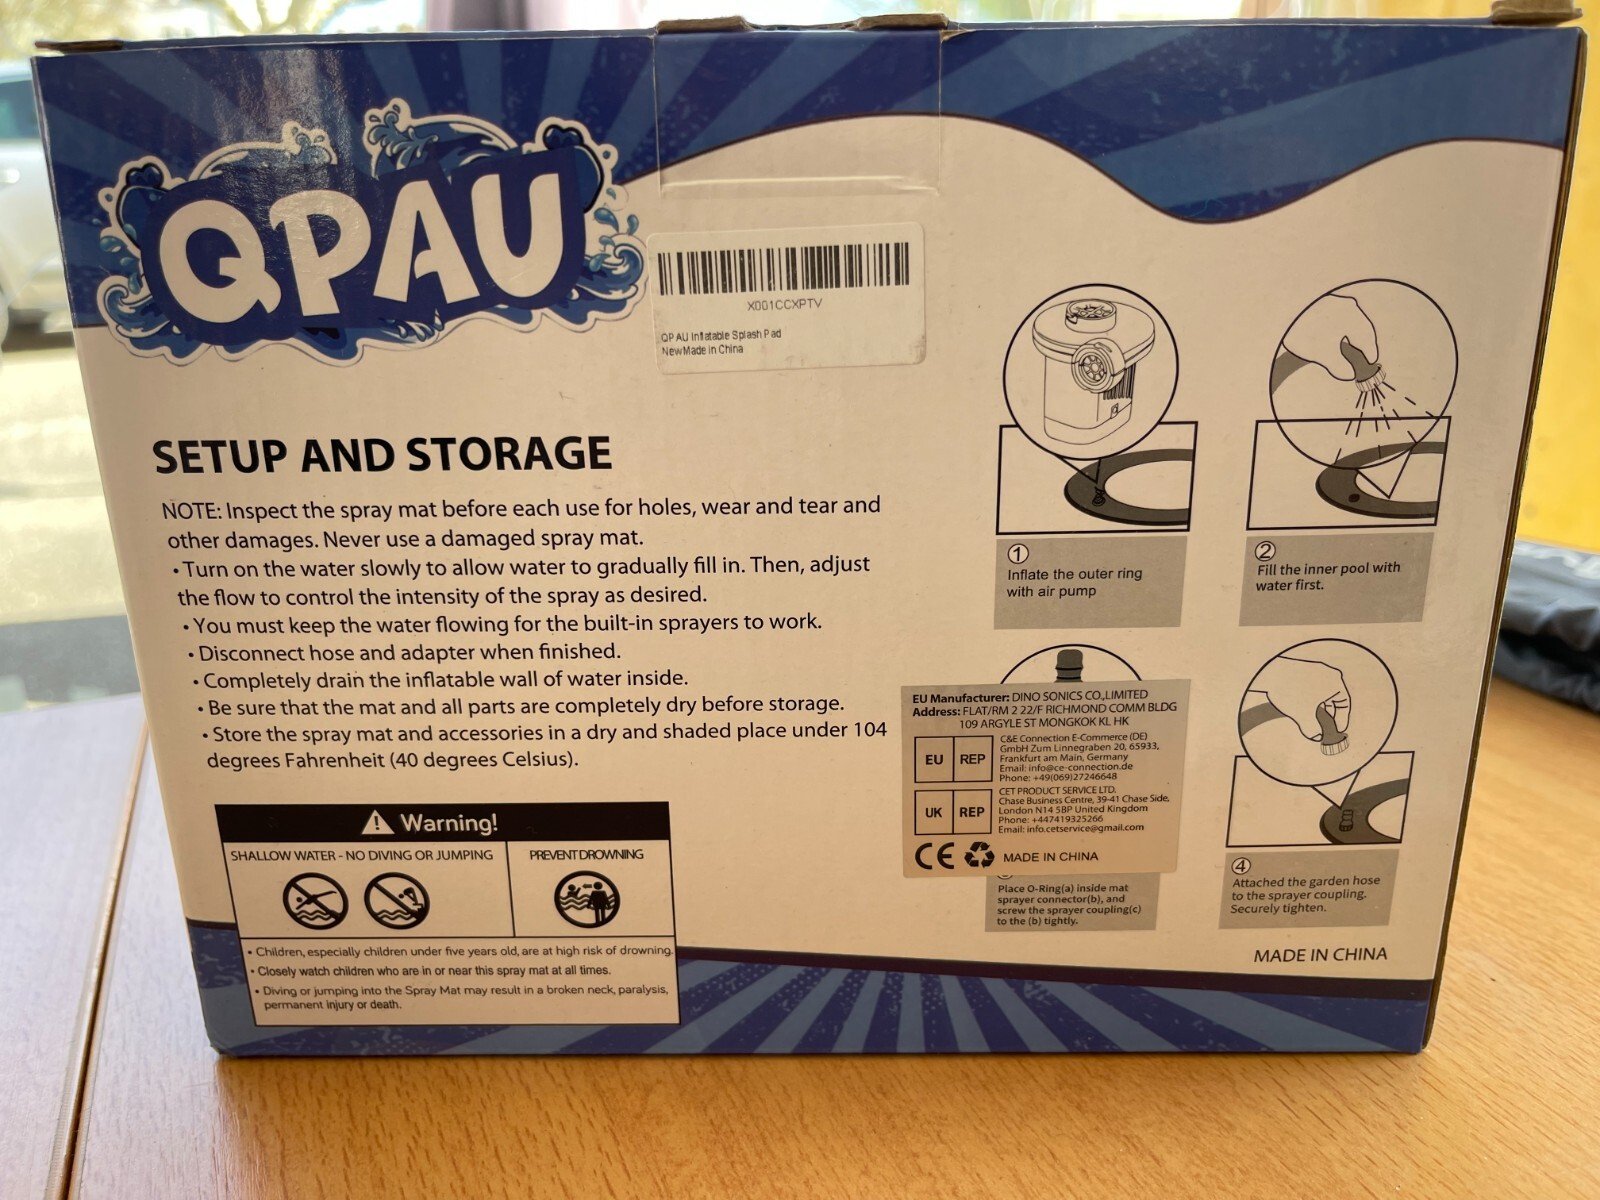 QPAU
X001CCXPTV
QPAU Inflatable Splash Pad
NewMade in China
SETUP AND STORAGE
NOTE: Inspect the spray mat before each use for holes, wear and tear and
other damages. Never use a damaged spray mat.
• Turn on the water slowly to allow water to gradually fill in. Then, adjust
the flow to control the intensity of the spray as desired.
• You must keep the water flowing for the built-in sprayers to work.
• Disconnect hose and adapter when finished.
• Completely drain the inflatable wall of water inside.
• Be sure that the mat and all parts are completely dry before storage.
• Store the spray mat and accessories in a dry and shaded place under 104
degrees Fahrenheit (40 degrees Celsius).
Warning!
SHALLOW WATER - NO DIVING OR JUMPING
PREVENT DROWNING
• Children, especially children under five years old, are at high risk of drowning.
• Closely watch children who are in or near this spray mat at all times.
• Diving or jumping into the Spray Mat may result in a broken neck, paralysis,
permanent injury or death.
1
Inflate the outer ring
with air pump
2
Fill the inner pool with
water first.
EU Manufacturer: DINO SONICS CO.,LIMITED
Address: FLAT/RM 2 22/F RICHMOND COMM BLDG
109 ARGYLE ST MONGKOK KL HK
EU REP
C&E Connection E-Commerce (DE)
GmbH Zum Linnegraben 20, 65933,
Frankfurt am Main, Germany
Email: info@ce-connection.de
Phone: +49(069)27246648
UK REP
CET PRODUCT SERVICE LTD.
Chase Business Centre, 39-41 Chase Side,
London N14 5BP United Kingdom
Phone: +447419325266
Email: info.cetservice@gmail.com
CE MADE IN CHINA
Place O-Ring(a) inside mat
sprayer connector(b), and
screw the sprayer coupling(c)
to the (b) tightly.
4
Attached the garden hose
to the sprayer coupling.
Securely tighten.
MADE IN CHINA